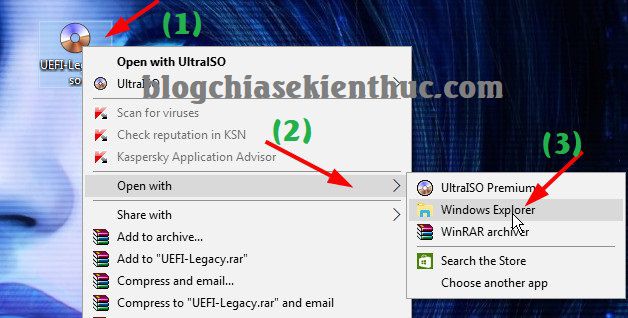 (1)
UEFI-Le
so
Open with UltraISO
UltraISO
blogchiasekienthuc.com
Scan for viruses
Check reputation in KSN
(2)
Kaspersky Application Advisor
(3)
Open with
UltraISO Premium
Share with
Windows Explorer
Add to archive...
WinRAR archiver
Add to "UEFI-Legacy.rar"
Search the Store
Compress and email...
Choose another app
Compress to "UEFI-Legacy.rar" and email